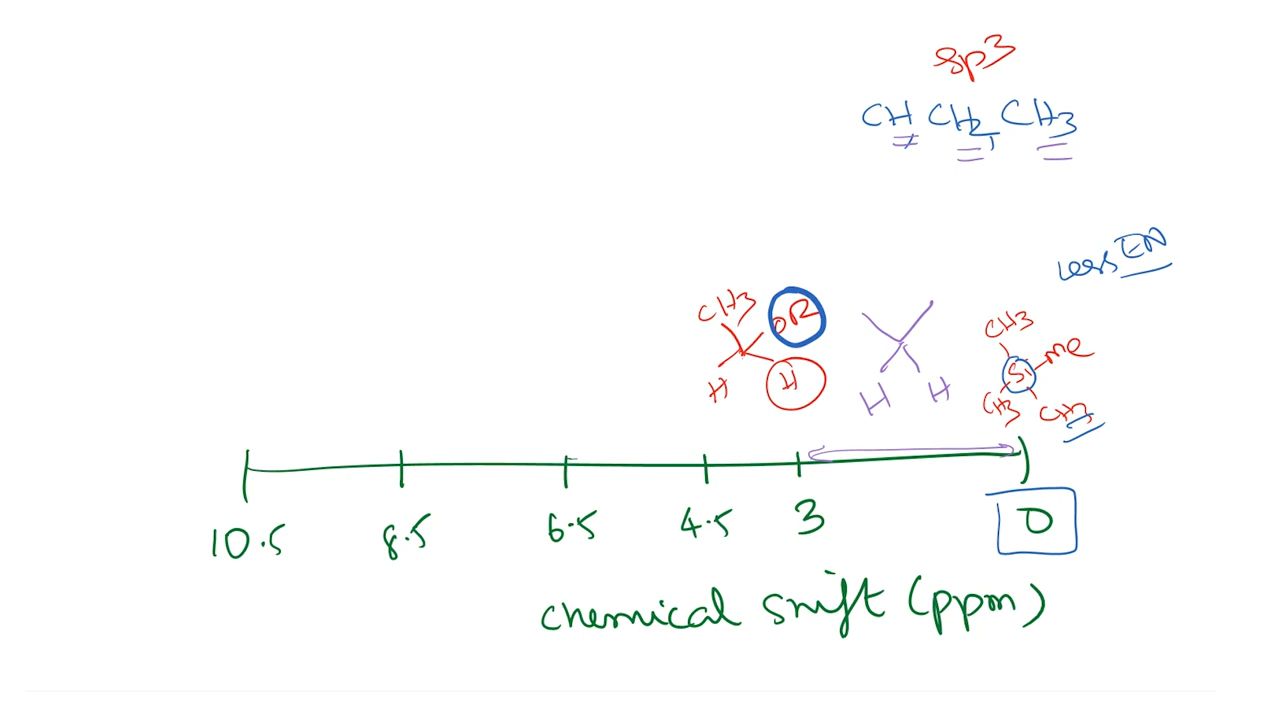 sp3
CH CH2 CH3
less EN
CH3 OR
H H
H H
CH3
Si Me
CH3 CH3
10.5 8.5 6.5 4.5 3 0
chemical shift (ppm)